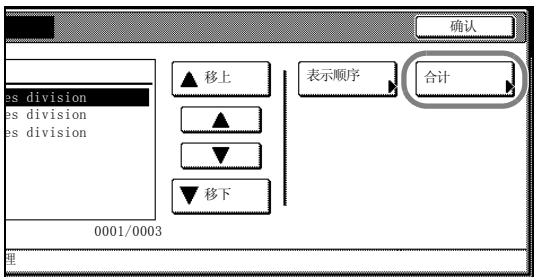 确认
▲ 移上
表示顺序
合计
es division
es division
es division
▲
▼
▼ 移下
0001/0003
理